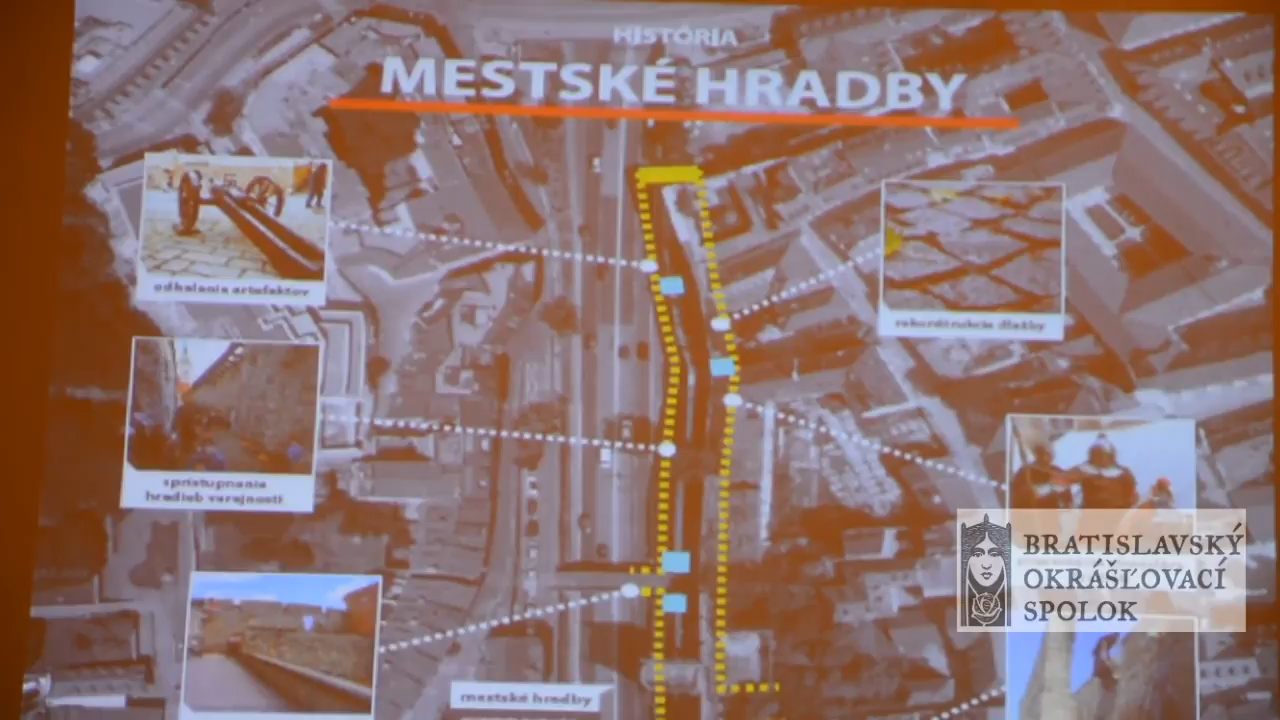 HISTÓRIA
MESTSKÉ HRADBY
odhalenie artefaktov
rekonštrukcia dlažby
sprístupnenie
hradieb verejnosti
BRATISLAVSKÝ
OKRÁŠĽOVACÍ
SPOLOK
mestské hradby